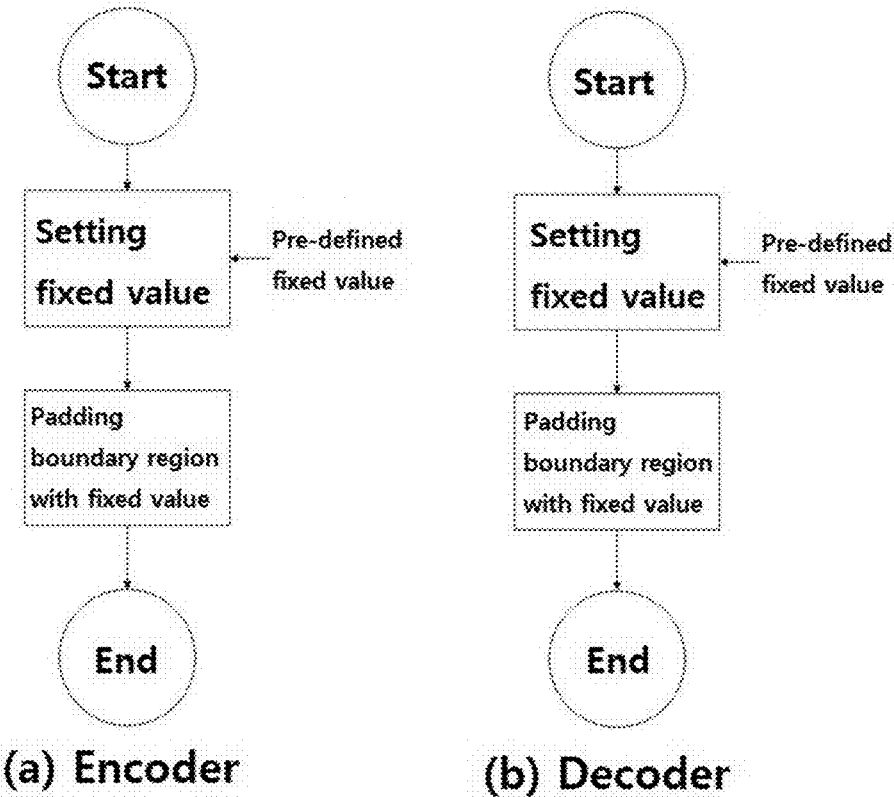 Start
Setting
fixed value
Pre-defined
fixed value
Padding
boundary region
with fixed value
End
(a) Encoder
Start
Setting
fixed value
Pre-defined
fixed value
Padding
boundary region
with fixed value
End
(b) Decoder